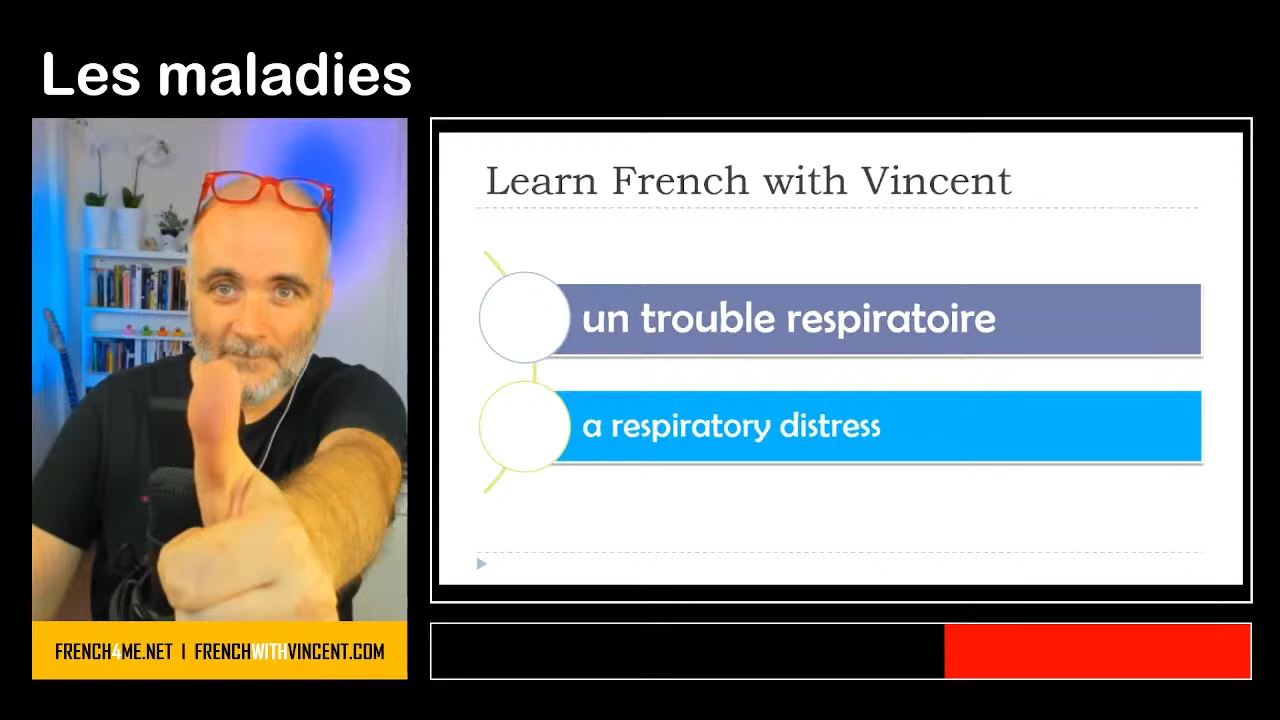 Les maladies
Learn French with Vincent
un trouble respiratoire
a respiratory distress
FRENCH4ME.NET I FRENCHWITHVINCENT.COM